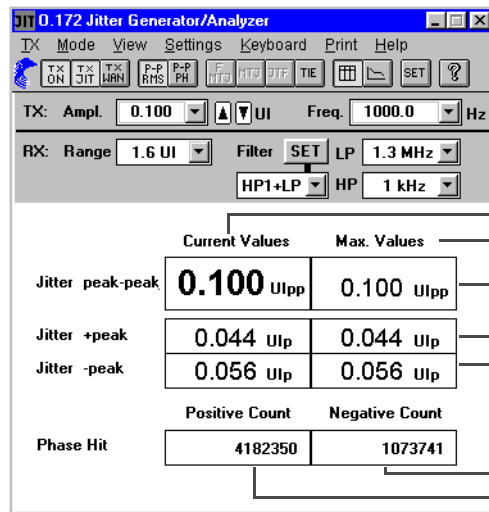 JIT 0.172 Jitter Generator/Analyzer
TX Mode View Settings Keyboard Print Help
TX ON TX JIT TX WAN P-P RMS P-P PH F MTJ MTJ JTF TIE SET ?
TX: Ampl. 0.100 UI Freq. 1000.0 Hz
RX: Range 1.6 UI Filter SET LP 1.3 MHz
HP1+LP HP 1 kHz
Current Values Max. Values
Jitter peak-peak 0.100 UIpp 0.100 UIpp
Jitter +peak 0.044 UIp 0.044 UIp
Jitter -peak 0.056 UIp 0.056 UIp
Positive Count Negative Count
Phase Hit 4182350 1073741